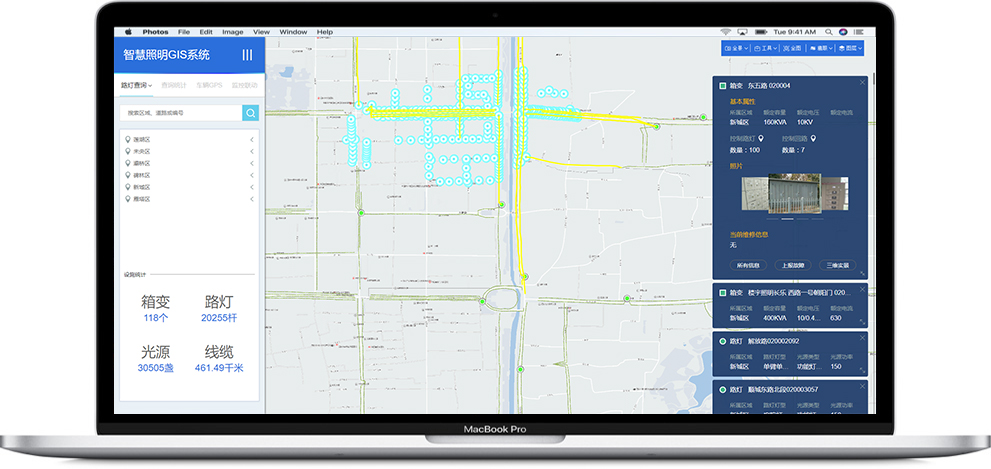 Photos File Edit Image View Window Help
Tue 9:41 AM
智慧照明GIS系统
全景 工具 全图 图层
路灯查询 查询统计 车辆GPS 监控联动
搜索区域、道路或编号
莲湖区
未央区
灞桥区
碑林区
新城区
雁塔区
设施统计
箱变 路灯
118个 20255杆
光源 线缆
30505盏 461.49千米
箱变 东五路 020004
基本属性
所属区域 额定容量 额定电压 额定电流
新城区 160KVA 10KV
控制路灯 控制回路
数量：100 数量：7
照片
当前维修信息
无
所有信息 上报故障 三维实景
箱变 楼宇照明长乐 西路一号朝阳门 020...
所属区域 额定容量 额定电压 额定电流
新城区 400KVA 10/0.4... 630
路灯 解放路020002092
所属区域 路灯灯型 光源类型 光源功率
新城区 单臂单... 功能灯... 150
路灯 顺城东路北段020003057
所属区域 路灯灯型 光源类型 光源功率
MacBook Pro